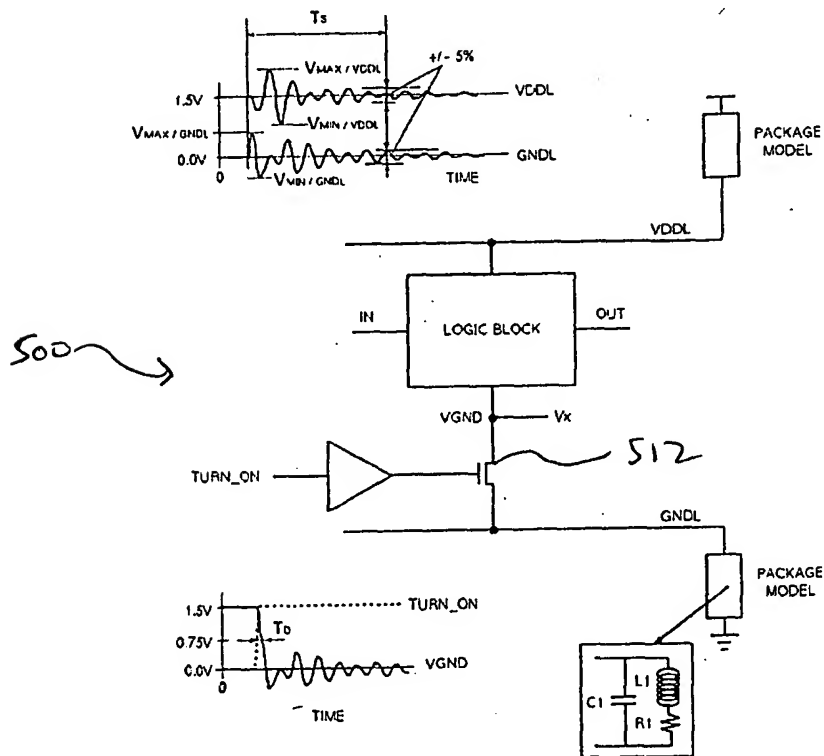 Ts
+/- 5%
VMAX / VDDL
1.5V
VDDL
VMIN / VDDL
VMAX / GNDL
0.0V
GNDL
VMIN / GNDL
0
TIME
PACKAGE
MODEL
VDDL
IN
LOGIC BLOCK
OUT
500
VGND
Vx
512
TURN_ON
GNDL
PACKAGE
MODEL
1.5V
TURN_ON
TD
0.75V
0.0V
VGND
0
TIME
C1
L1
R1